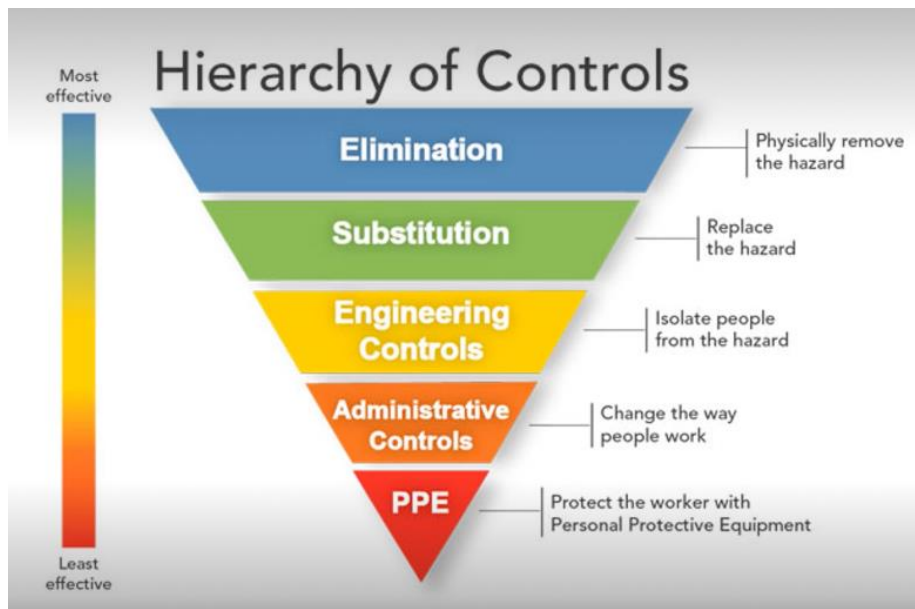 Hierarchy of Controls
Most
effective
Elimination
Physically remove
the hazard
Substitution
Replace
the hazard
Engineering
Controls
Isolate people
from the hazard
Administrative
Controls
Change the way
people work
PPE
Protect the worker with
Personal Protective Equipment
Least
effective